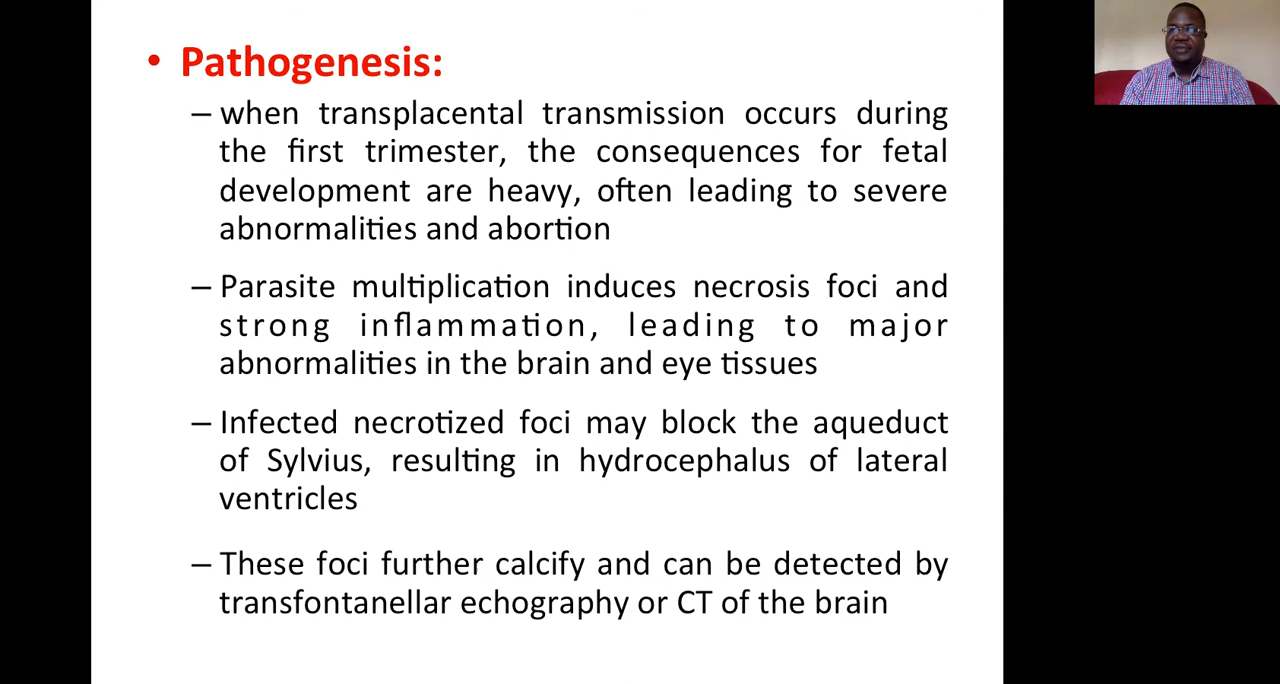 • Pathogenesis:
– when transplacental transmission occurs during
the first trimester, the consequences for fetal
development are heavy, often leading to severe
abnormalities and abortion
– Parasite multiplication induces necrosis foci and
strong inflammation, leading to major
abnormalities in the brain and eye tissues
– Infected necrotized foci may block the aqueduct
of Sylvius, resulting in hydrocephalus of lateral
ventricles
– These foci further calcify and can be detected by
transfontanellar echography or CT of the brain